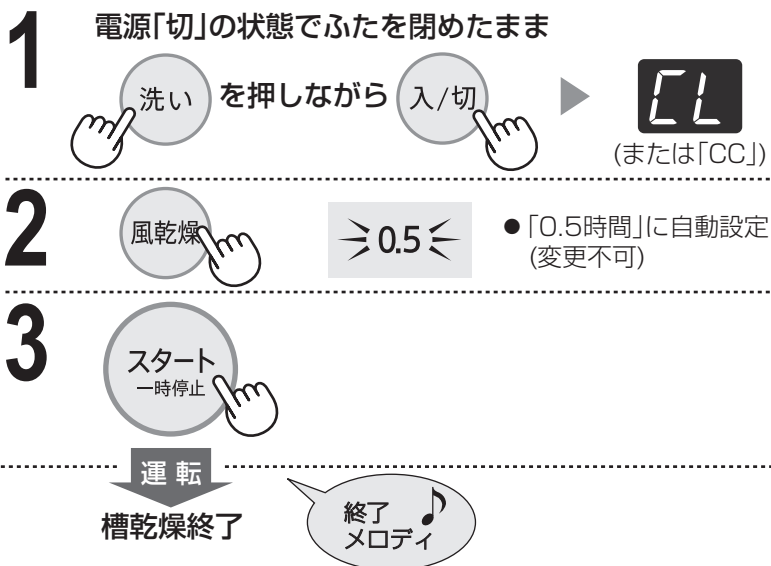 1
電源「切」の状態でふたを閉めたまま
洗い を押しながら 入/切
CL
(または「CC」)
2
風乾燥
0.5
●「0.5時間」に自動設定
(変更不可)
3
スタート
一時停止
運転
槽乾燥終了
終了
メロディ